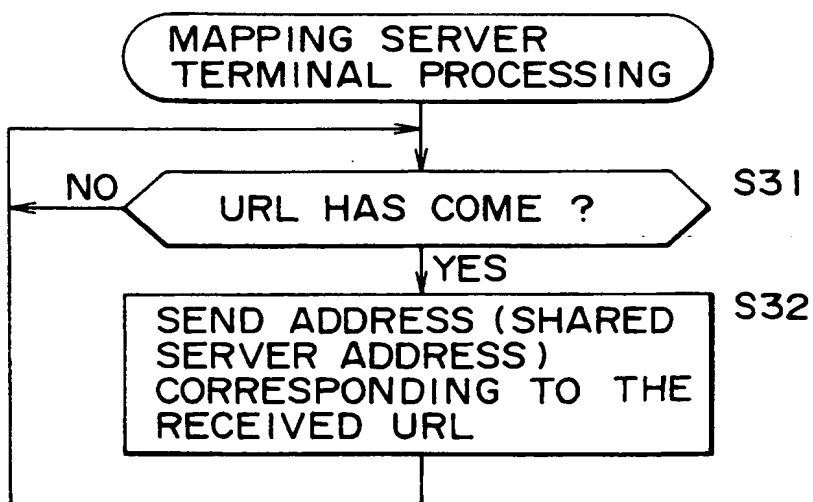 MAPPING SERVER
TERMINAL PROCESSING
NO
URL HAS COME ?
S31
YES
SEND ADDRESS (SHARED
SERVER ADDRESS)
CORRESPONDING TO THE
RECEIVED URL
S32